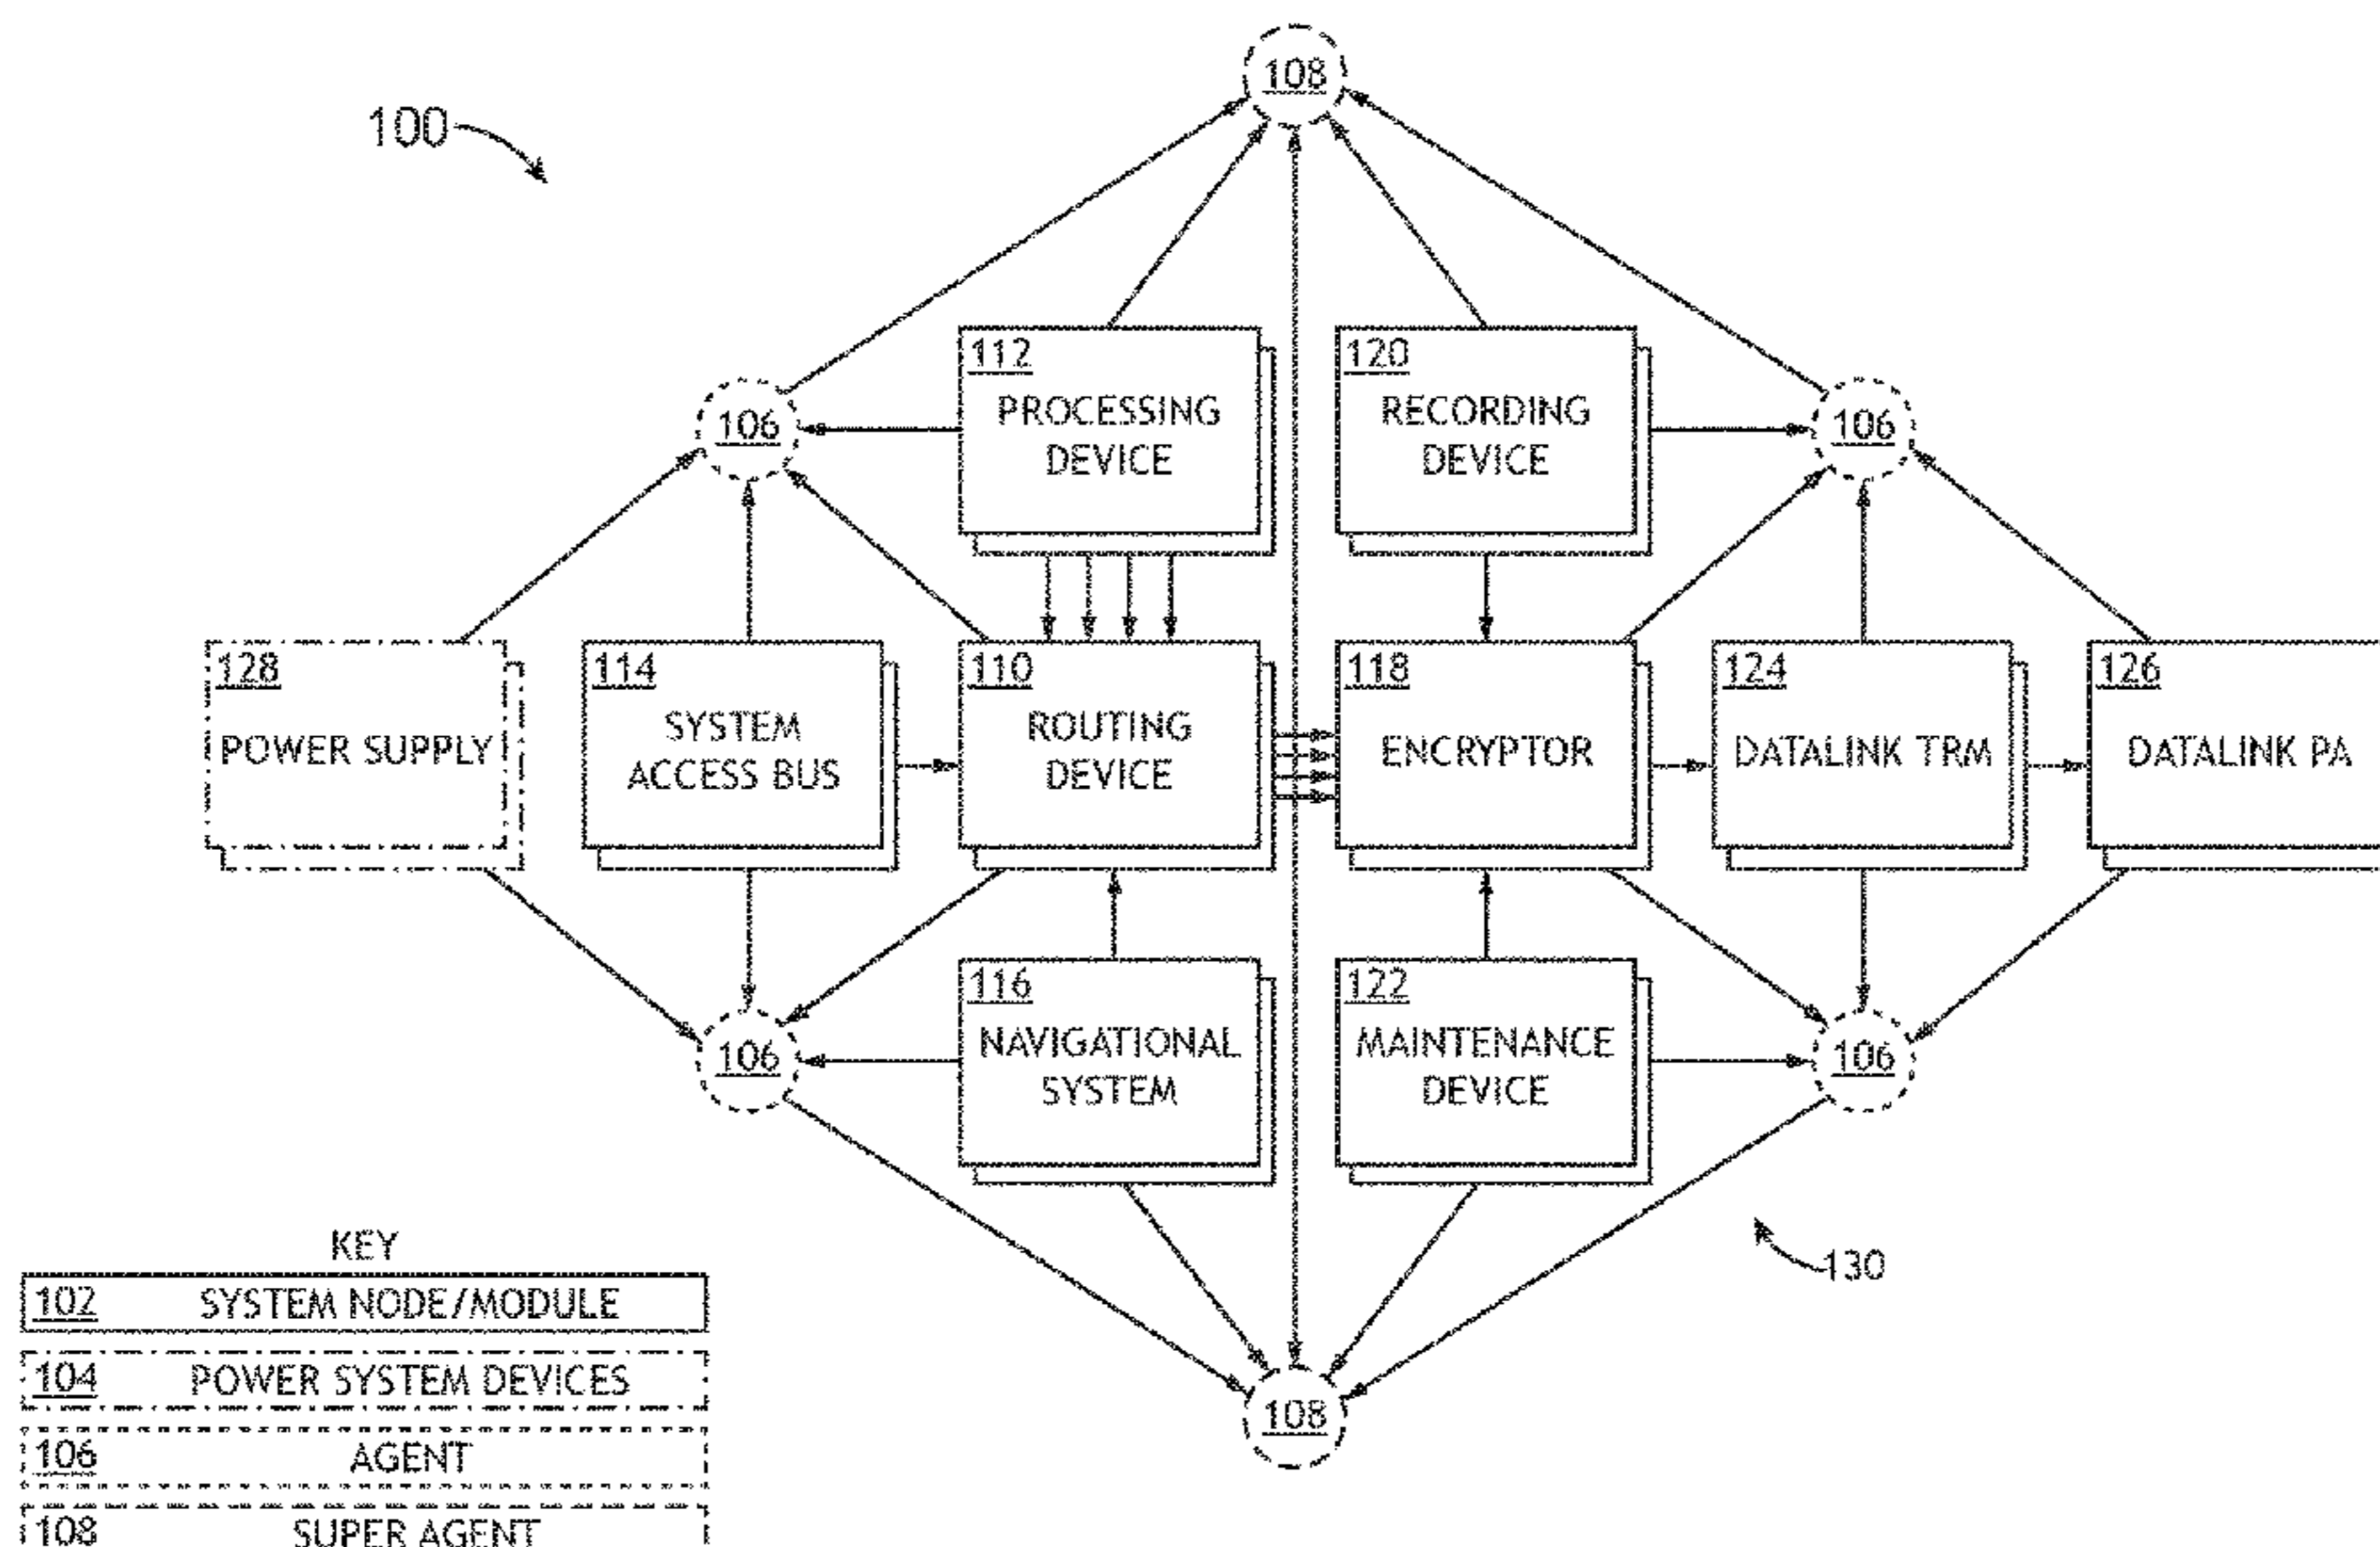 108
100
112
PROCESSING
DEVICE
120
RECORDING
DEVICE
106
106
128
POWER SUPPLY
114
SYSTEM
ACCESS BUS
110
ROUTING
DEVICE
118
ENCRYPTOR
124
DATALINK TRM
126
DATALINK PA
106
116
NAVIGATIONAL
SYSTEM
122
MAINTENANCE
DEVICE
106
130
108
KEY
102 SYSTEM NODE/MODULE
104 POWER SYSTEM DEVICES
106 AGENT
108 SUPER AGENT